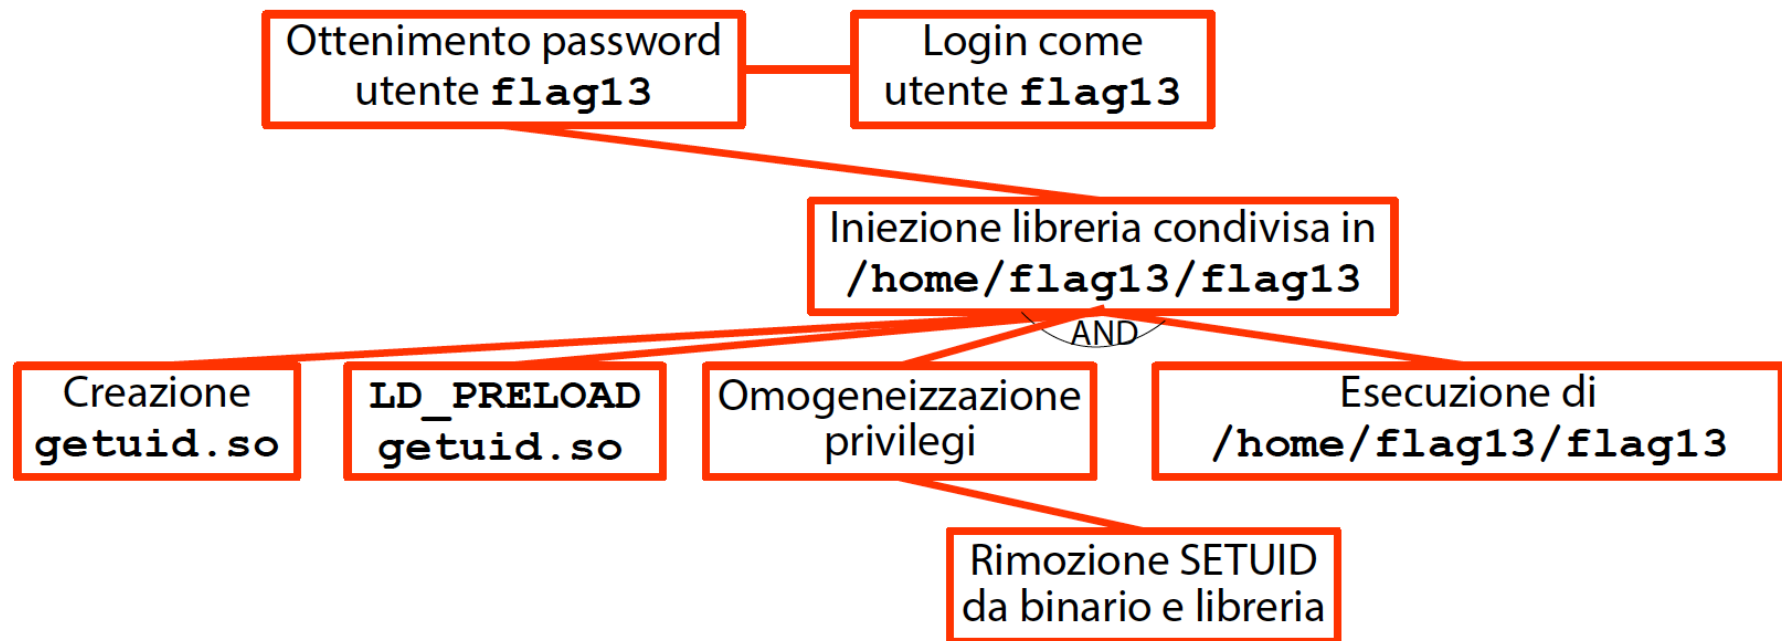 Ottenimento password
utente flag13
Login come
utente flag13
Iniezione libreria condivisa in
/home/flag13/flag13
AND
Creazione
getuid.so
LD_PRELOAD
getuid.so
Omogeneizzazione
privilegi
Esecuzione di
/home/flag13/flag13
Rimozione SETUID
da binario e libreria